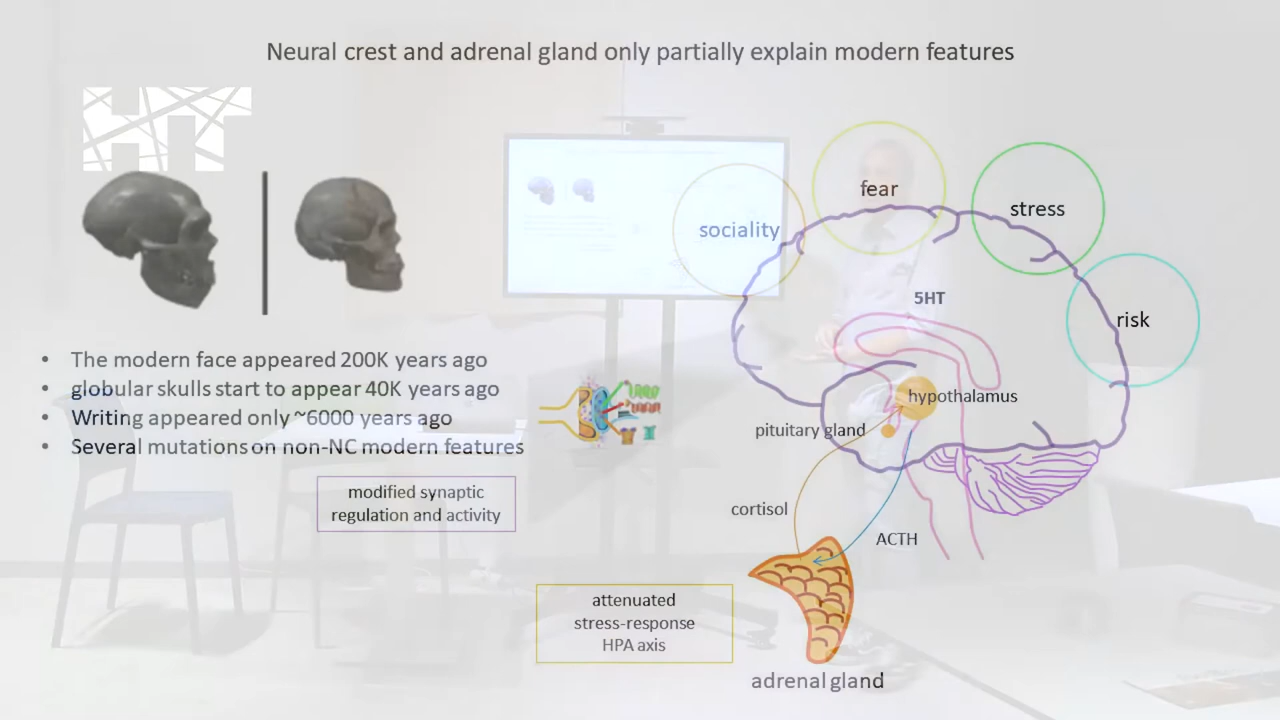 Neural crest and adrenal gland only partially explain modern features
HT
sociality
fear
stress
risk
5HT
hypothalamus
pituitary gland
cortisol
ACTH
adrenal gland
• The modern face appeared 200K years ago
• globular skulls start to appear 40K years ago
• Writing appeared only ~6000 years ago
• Several mutations on non-NC modern features
modified synaptic
regulation and activity
attenuated
stress-response
HPA axis